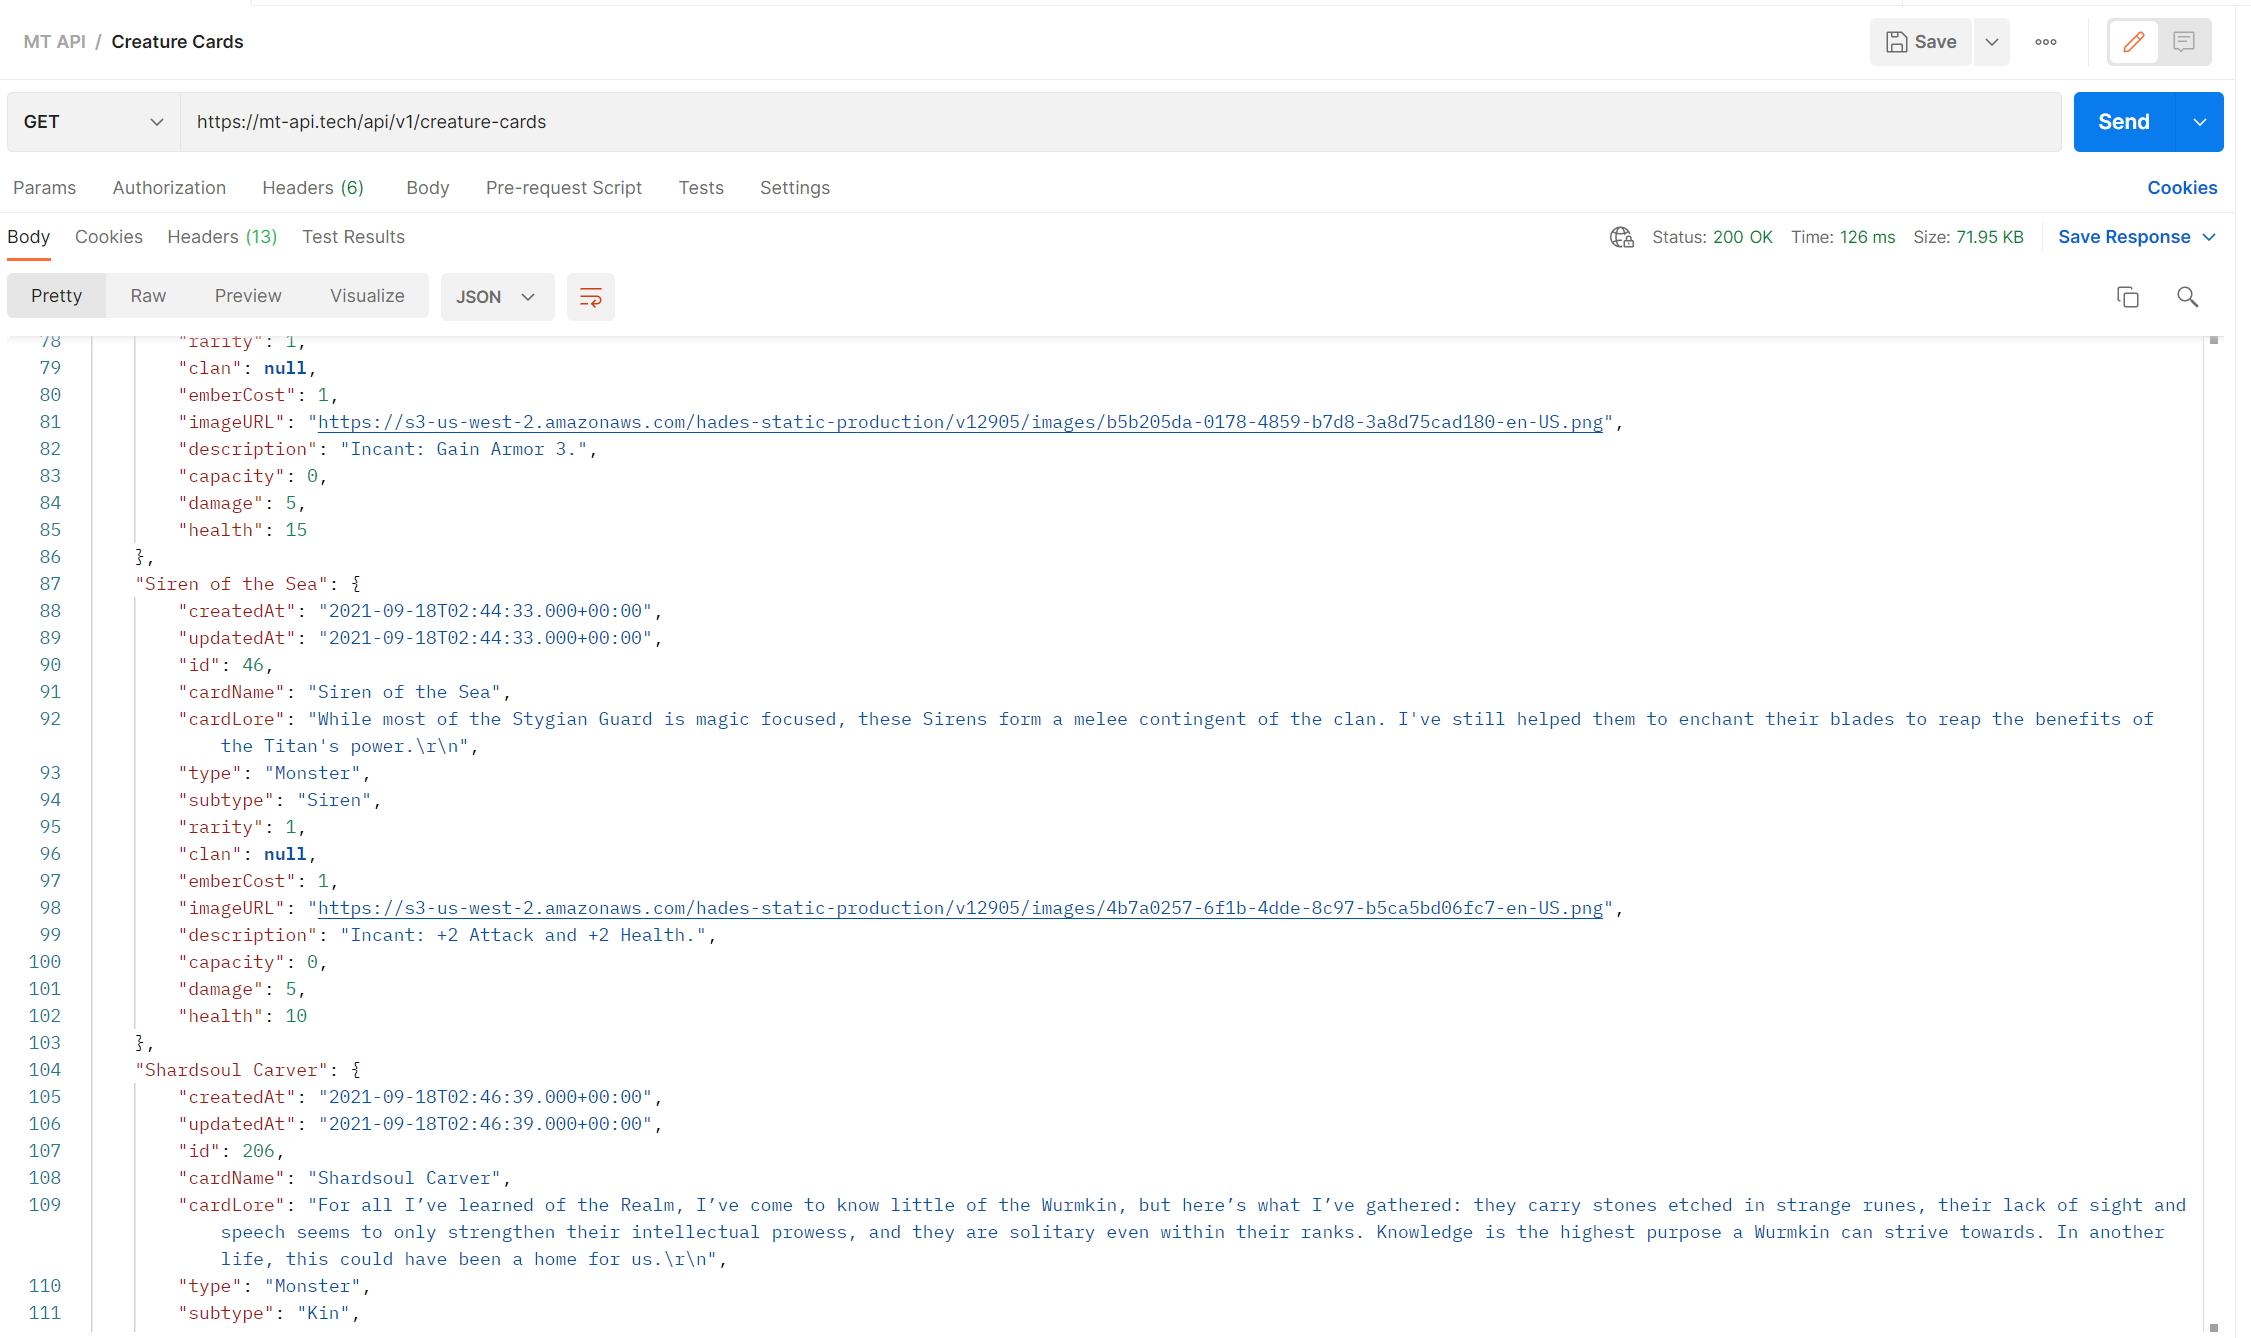 MT API / Creature Cards
Save
GET https://mt-api.tech/api/v1/creature-cards Send
Params Authorization Headers (6) Body Pre-request Script Tests Settings Cookies
Body Cookies Headers (13) Test Results Status: 200 OK Time: 126 ms Size: 71.95 KB Save Response
Pretty Raw Preview Visualize JSON
78 "rarity": 1,
79 "clan": null,
80 "emberCost": 1,
81 "imageURL": "https://s3-us-west-2.amazonaws.com/hades-static-production/v12905/images/b5b205da-0178-4859-b7d8-3a8d75cad180-en-US.png",
82 "description": "Incant: Gain Armor 3.",
83 "capacity": 0,
84 "damage": 5,
85 "health": 15
86 },
87 "Siren of the Sea": {
88 "createdAt": "2021-09-18T02:44:33.000+00:00",
89 "updatedAt": "2021-09-18T02:44:33.000+00:00",
90 "id": 46,
91 "cardName": "Siren of the Sea",
92 "cardLore": "While most of the Stygian Guard is magic focused, these Sirens form a melee contingent of the clan. I've still helped them to enchant their blades to reap the benefits of
the Titan's power.\r\n",
93 "type": "Monster",
94 "subtype": "Siren",
95 "rarity": 1,
96 "clan": null,
97 "emberCost": 1,
98 "imageURL": "https://s3-us-west-2.amazonaws.com/hades-static-production/v12905/images/4b7a0257-6f1b-4dde-8c97-b5ca5bd06fc7-en-US.png",
99 "description": "Incant: +2 Attack and +2 Health.",
100 "capacity": 0,
101 "damage": 5,
102 "health": 10
103 },
104 "Shardsoul Carver": {
105 "createdAt": "2021-09-18T02:46:39.000+00:00",
106 "updatedAt": "2021-09-18T02:46:39.000+00:00",
107 "id": 206,
108 "cardName": "Shardsoul Carver",
109 "cardLore": "For all I’ve learned of the Realm, I’ve come to know little of the Wurmkin, but here’s what I’ve gathered: they carry stones etched in strange runes, their lack of sight and
speech seems to only strengthen their intellectual prowess, and they are solitary even within their ranks. Knowledge is the highest purpose a Wurmkin can strive towards. In another
life, this could have been a home for us.\r\n",
110 "type": "Monster",
111 "subtype": "Kin",